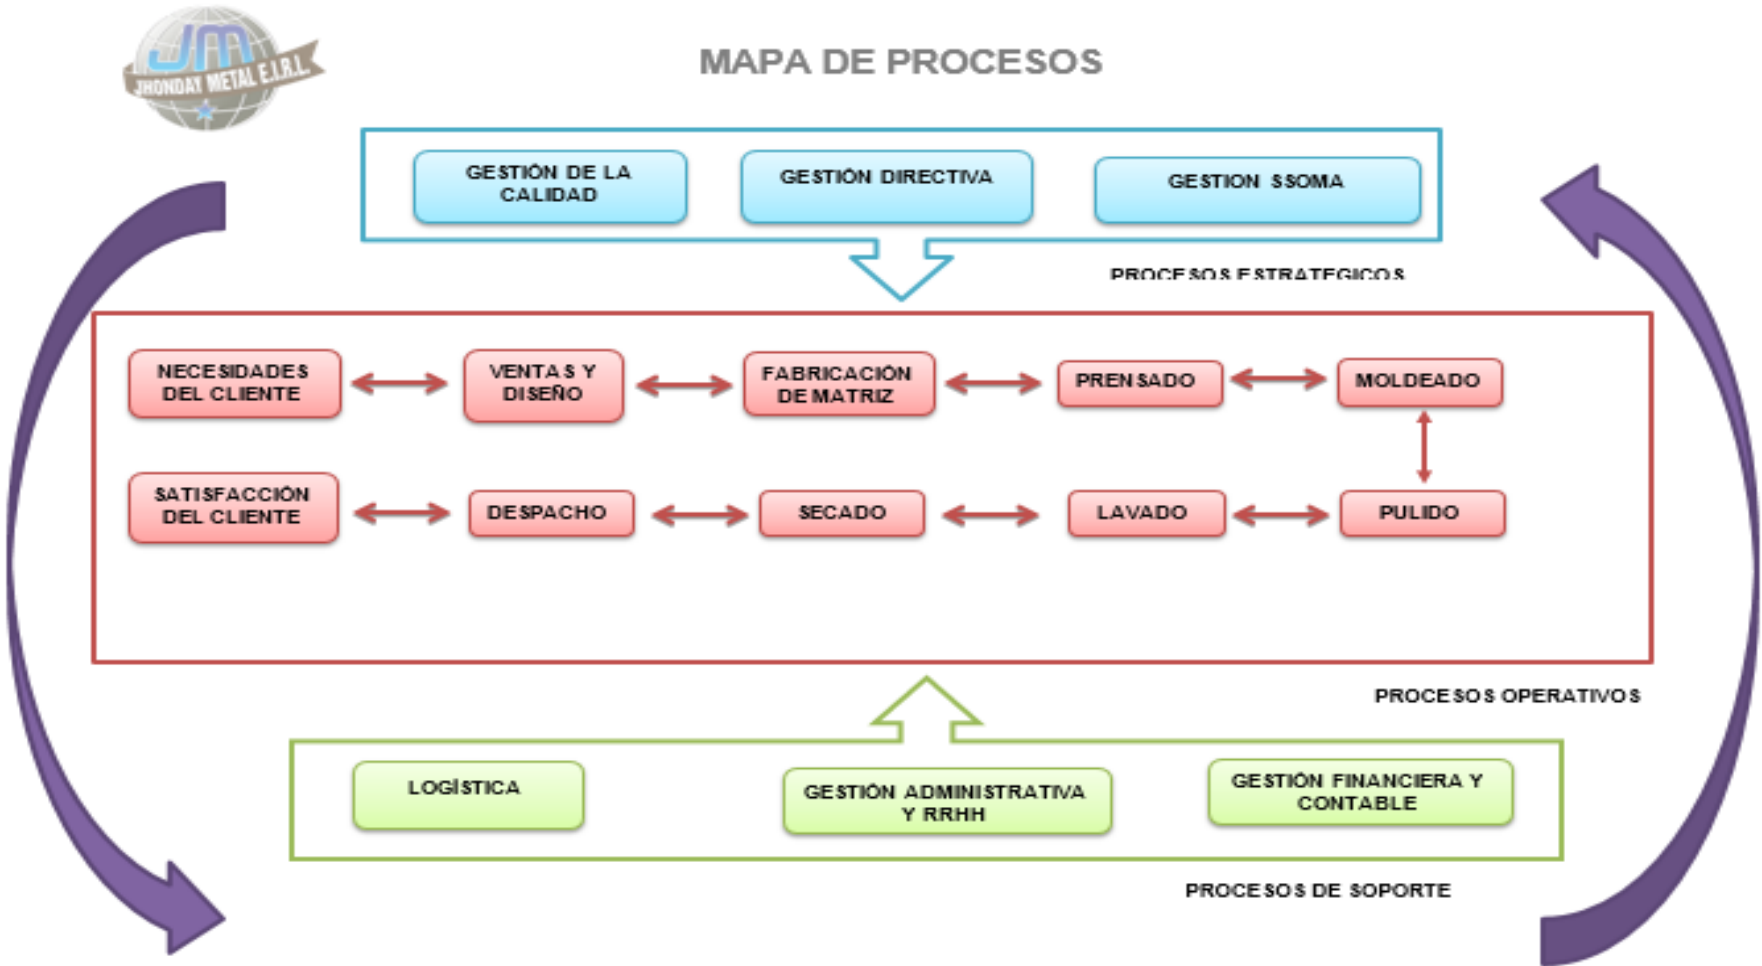 JM
JHONDAY METAL E.I.R.L.
MAPA DE PROCESOS
GESTIÓN DE LA
CALIDAD
GESTIÓN DIRECTIVA
GESTION SSOMA
PROCESOS ESTRATEGICOS
NECESIDADES
DEL CLIENTE
VENTAS Y
DISEÑO
FABRICACIÓN
DE MATRIZ
PRENSADO
MOLDEADO
SATISFACCIÓN
DEL CLIENTE
DESPACHO
SECADO
LAVADO
PULIDO
PROCESOS OPERATIVOS
LOGÍSTICA
GESTIÓN ADMINISTRATIVA
Y RRHH
GESTIÓN FINANCIERA Y
CONTABLE
PROCESOS DE SOPORTE